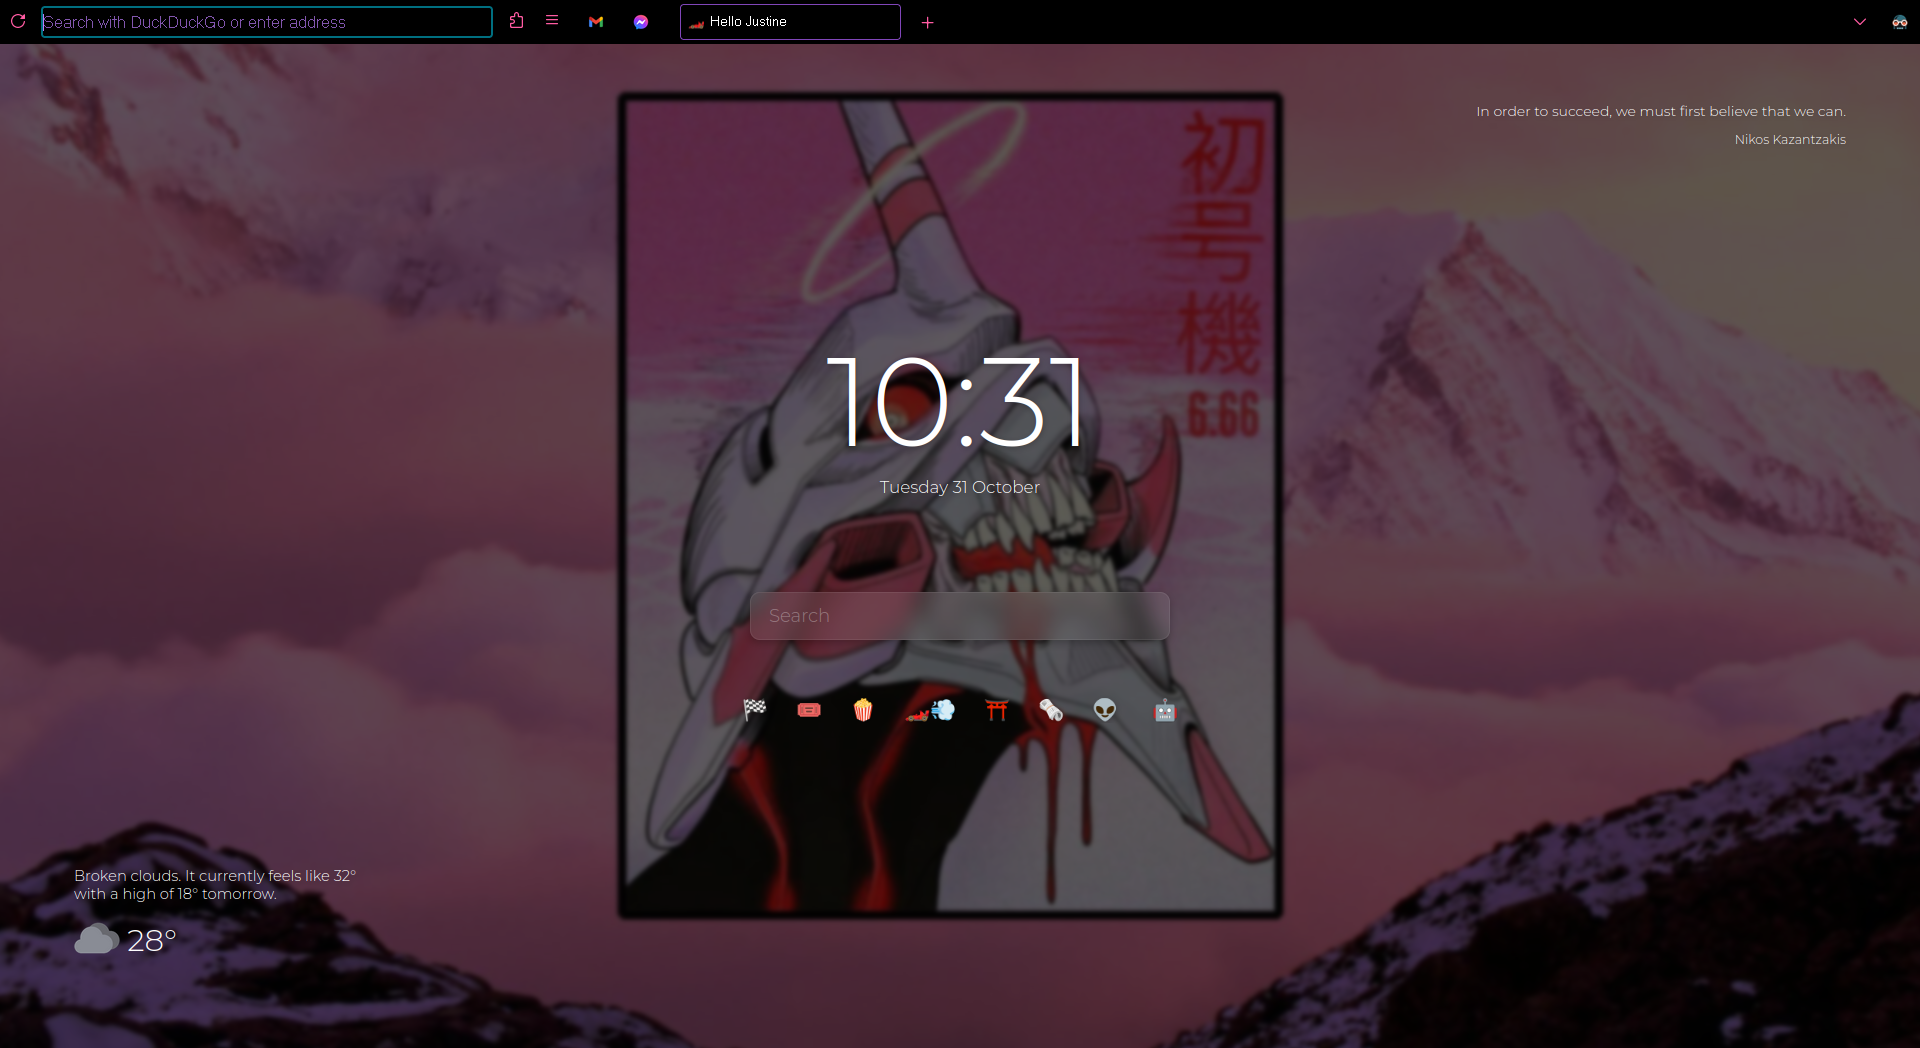 Search with DuckDuckGo or enter address
Hello Justine
In order to succeed, we must first believe that we can.
Nikos Kazantzakis
初
号
機
6.66
10:31
Tuesday 31 October
Search
Broken clouds. It currently feels like 32°
with a high of 18° tomorrow.
28°